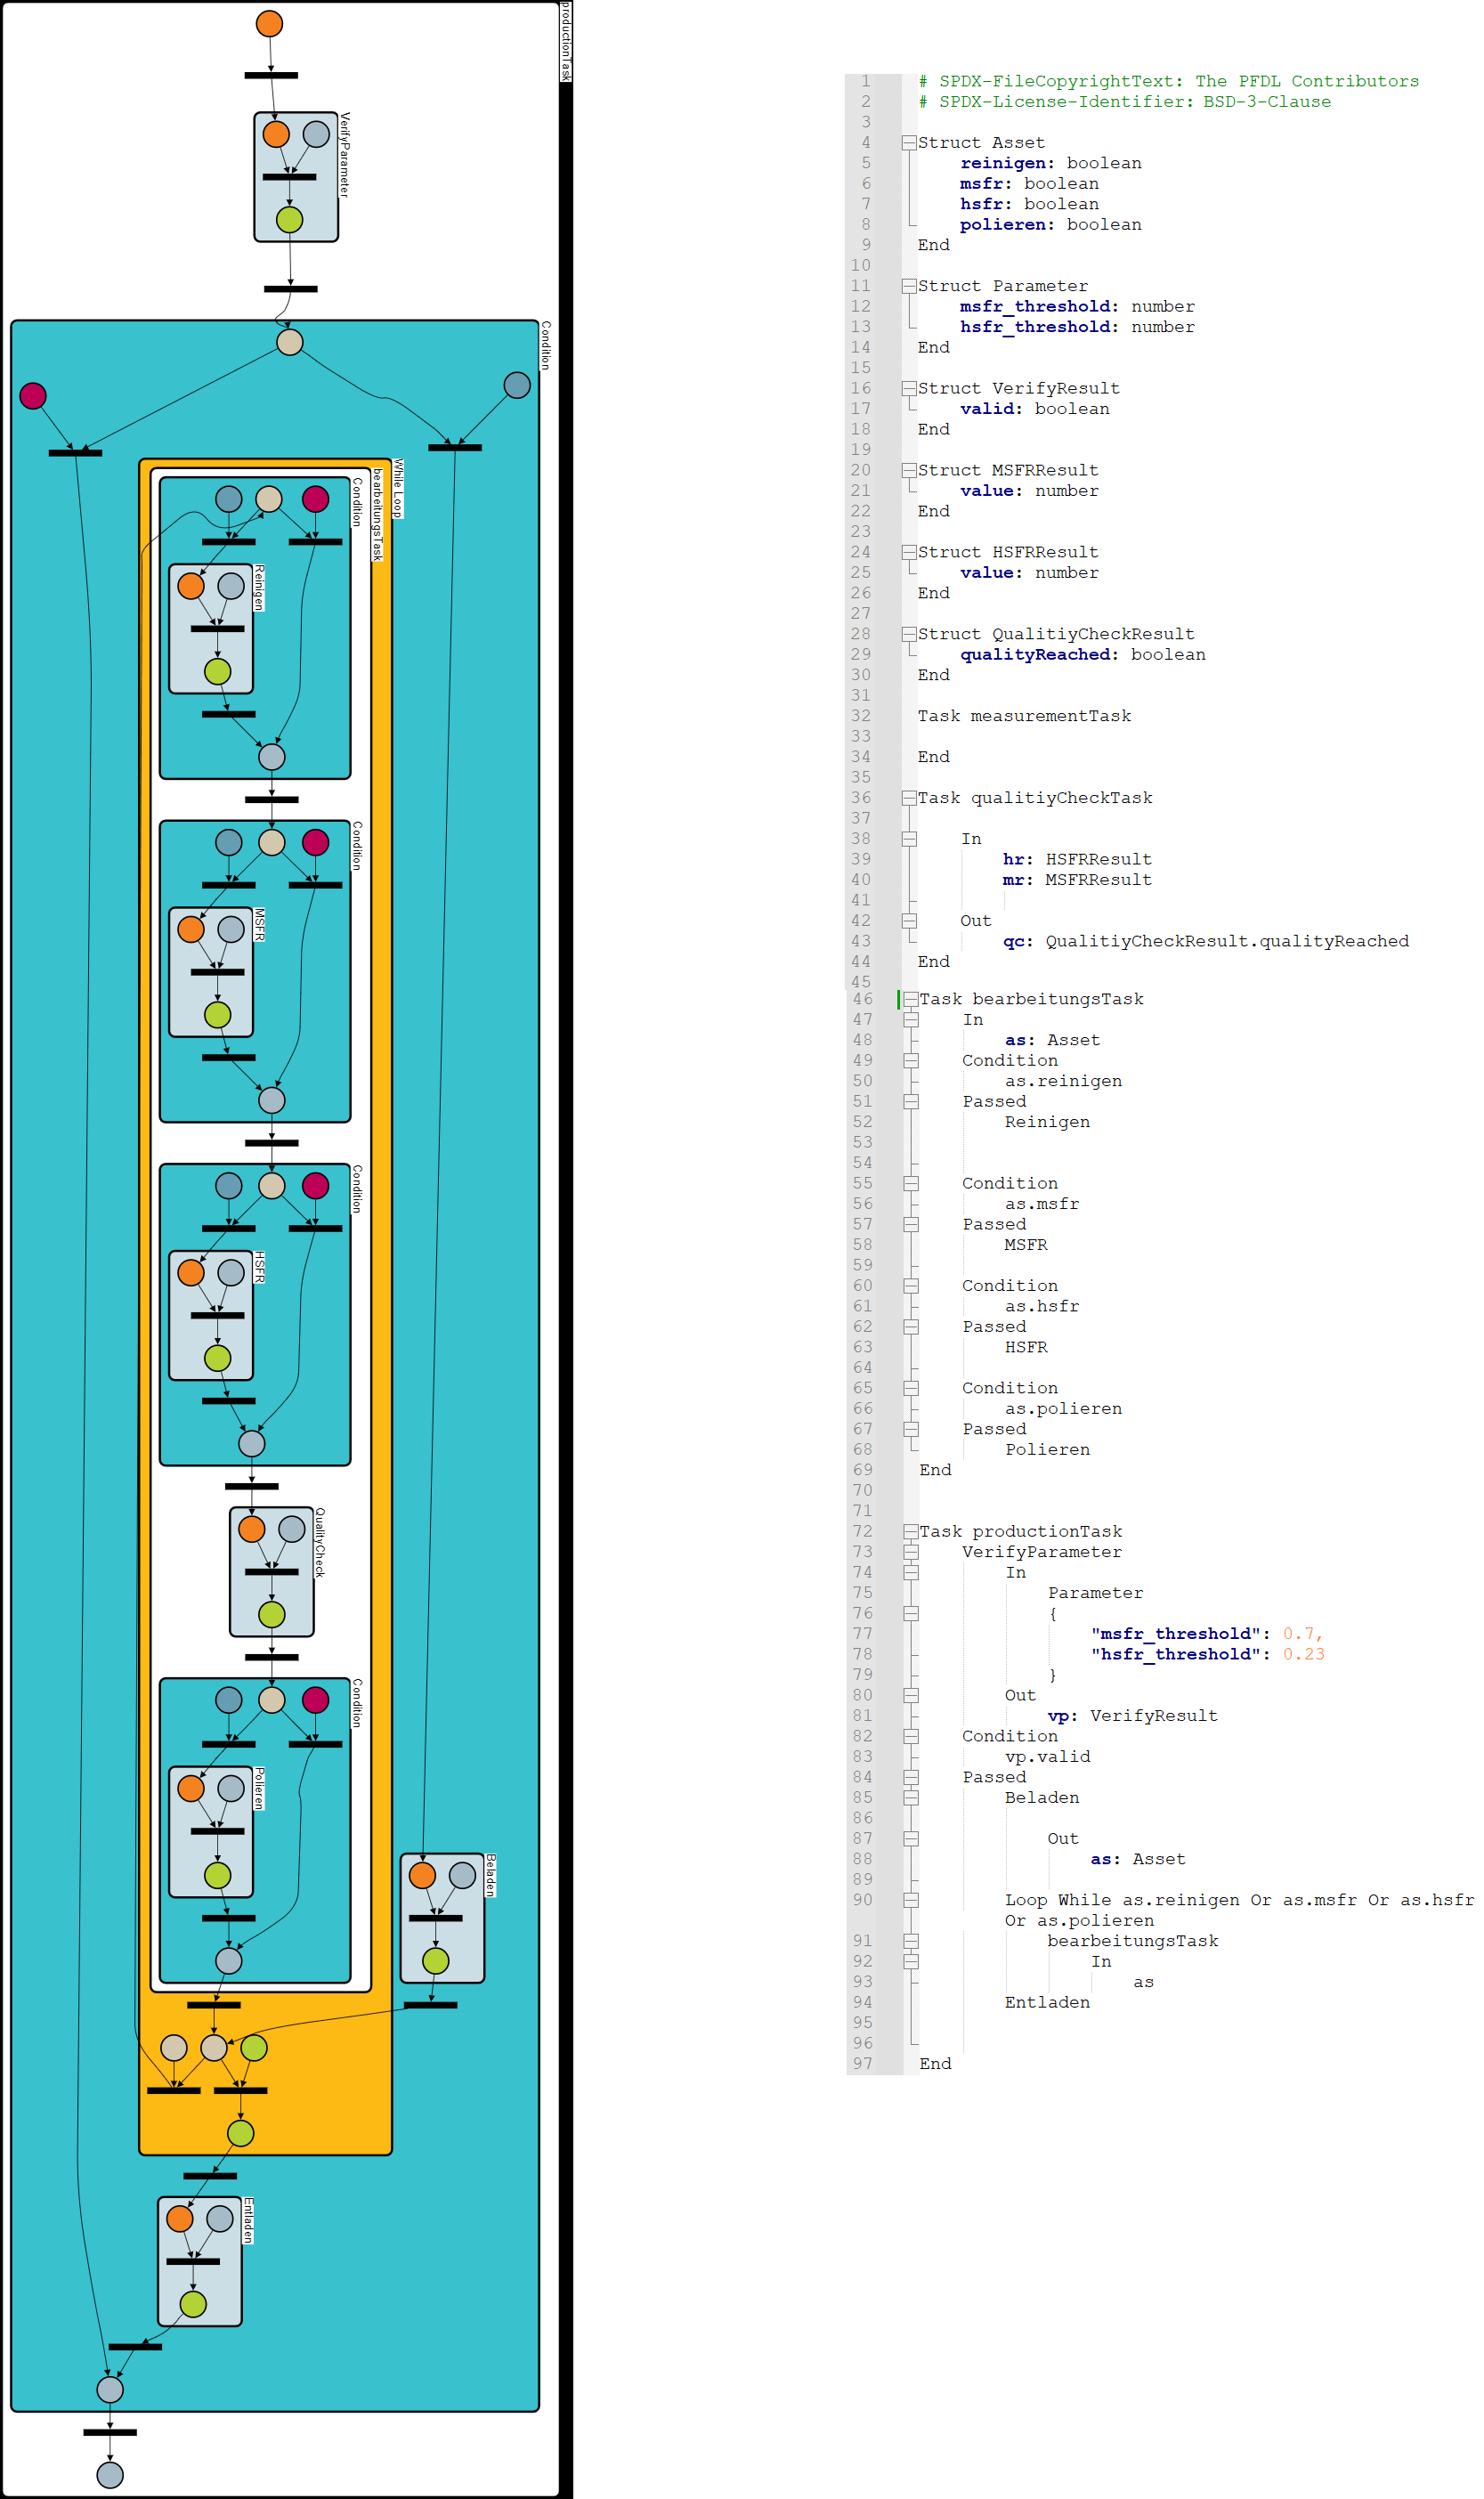 productionTask
VerifyParameter
Condition
While Loop
bearbeitungsTask
Condition
Reinigen
Condition
MSFR
Condition
HSFR
QualityCheck
Condition
Polieren
Beladen
Entladen
1 # SPDX-FileCopyrightText: The PFDL Contributors
2 # SPDX-License-Identifier: BSD-3-Clause
3
4 Struct Asset
5 reinigen: boolean
6 msfr: boolean
7 hsfr: boolean
8 polieren: boolean
9 End
10
11 Struct Parameter
12 msfr_threshold: number
13 hsfr_threshold: number
14 End
15
16 Struct VerifyResult
17 valid: boolean
18 End
19
20 Struct MSFRResult
21 value: number
22 End
23
24 Struct HSFRResult
25 value: number
26 End
27
28 Struct QualitiyCheckResult
29 qualityReached: boolean
30 End
31
32 Task measurementTask
33
34 End
35
36 Task qualitiyCheckTask
37
38 In
39 hr: HSFRResult
40 mr: MSFRResult
41
42 Out
43 qc: QualitiyCheckResult.qualityReached
44 End
45
46 Task bearbeitungsTask
47 In
48 as: Asset
49 Condition
50 as.reinigen
51 Passed
52 Reinigen
53
54
55 Condition
56 as.msfr
57 Passed
58 MSFR
59
60 Condition
61 as.hsfr
62 Passed
63 HSFR
64
65 Condition
66 as.polieren
67 Passed
68 Polieren
69 End
70
71
72 Task productionTask
73 VerifyParameter
74 In
75 Parameter
76 {
77 "msfr_threshold": 0.7,
78 "hsfr_threshold": 0.23
79 }
80 Out
81 vp: VerifyResult
82 Condition
83 vp.valid
84 Passed
85 Beladen
86
87 Out
88 as: Asset
89
90 Loop While as.reinigen Or as.msfr Or as.hsfr
Or as.polieren
91 bearbeitungsTask
92 In
93 as
94 Entladen
95
96
97 End